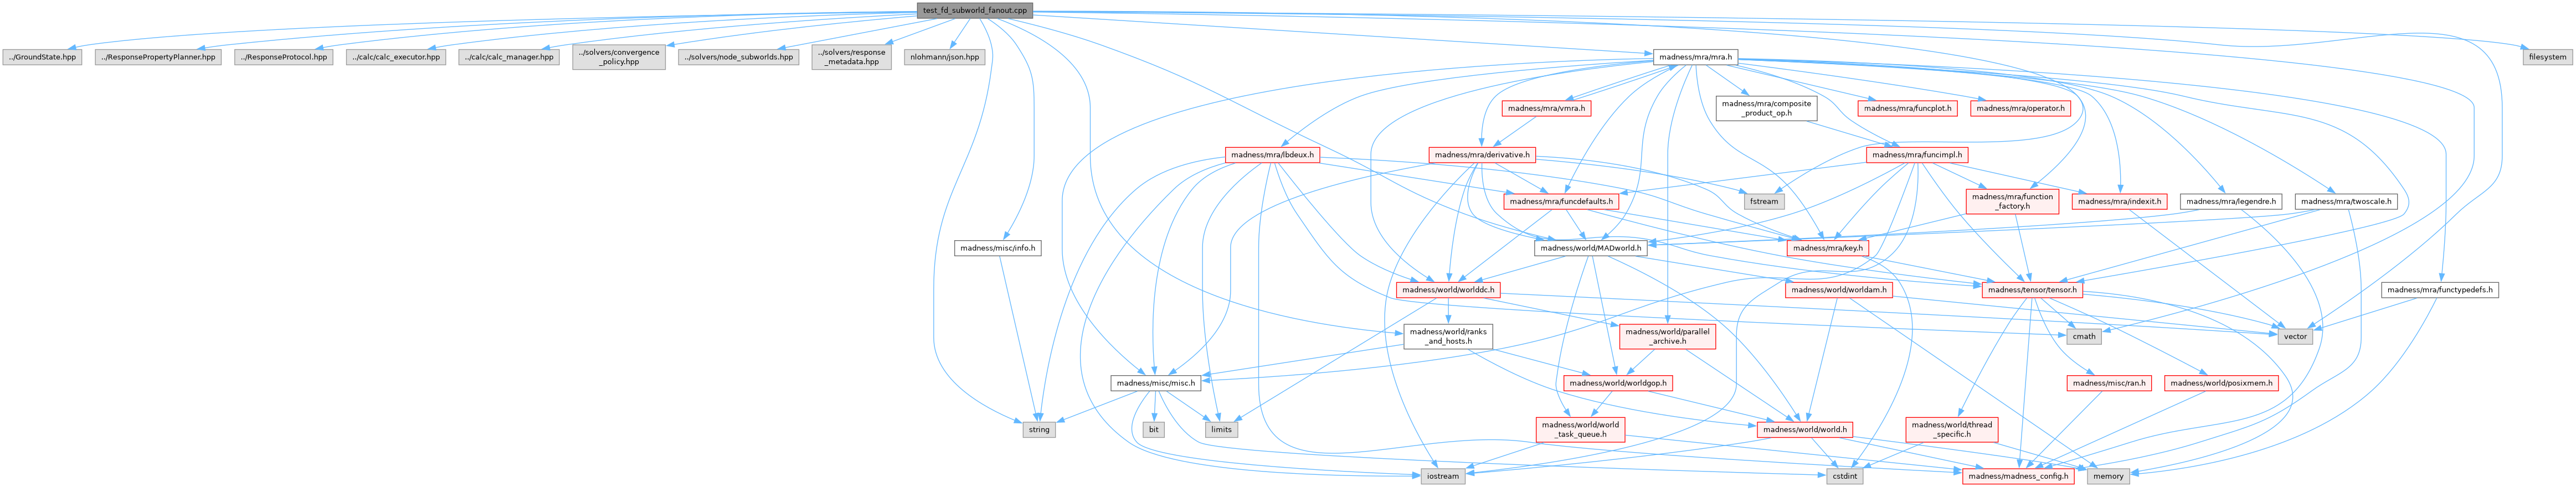 test_fd_subworld_fanout.cpp
../GroundState.hpp
../ResponsePropertyPlanner.hpp
../ResponseProtocol.hpp
../calc/calc_executor.hpp
../calc/calc_manager.hpp
../solvers/convergence
_policy.hpp
../solvers/node_subworlds.hpp
../solvers/response
_metadata.hpp
nlohmann/json.hpp
madness/mra/mra.h
filesystem
madness/mra/vmra.h
madness/mra/composite
_product_op.h
madness/mra/funcplot.h
madness/mra/operator.h
madness/mra/lbdeux.h
madness/mra/derivative.h
madness/mra/funcimpl.h
madness/mra/funcdefaults.h
fstream
madness/mra/function
_factory.h
madness/mra/indexit.h
madness/mra/legendre.h
madness/mra/twoscale.h
madness/misc/info.h
madness/world/MADworld.h
madness/mra/key.h
madness/world/worlddc.h
madness/world/worldam.h
madness/tensor/tensor.h
madness/mra/functypedefs.h
madness/world/ranks
_and_hosts.h
madness/world/parallel
_archive.h
cmath
vector
madness/misc/misc.h
madness/world/worldgop.h
madness/misc/ran.h
madness/world/posixmem.h
string
bit
limits
madness/world/world
_task_queue.h
madness/world/world.h
madness/world/thread
_specific.h
iostream
cstdint
madness/madness_config.h
memory